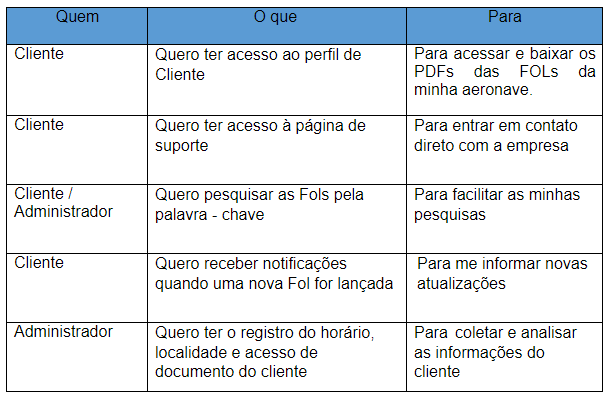 Quem O que Para
Cliente
Quero ter acesso ao perfil de
Cliente
Para acessar e baixar os
PDFs das FOLs da
minha aeronave.
Cliente
Quero ter acesso à página de
suporte
Para entrar em contato
direto com a empresa
Cliente /
Administrador
Quero pesquisar as Fols pela
palavra - chave
Para facilitar as minhas
pesquisas
Cliente
Quero receber notificações
quando uma nova Fol for lançada
Para me informar novas
atualizações
Administrador
Quero ter o registro do horário,
localidade e acesso de
documento do cliente
Para coletar e analisar
as informações do
cliente